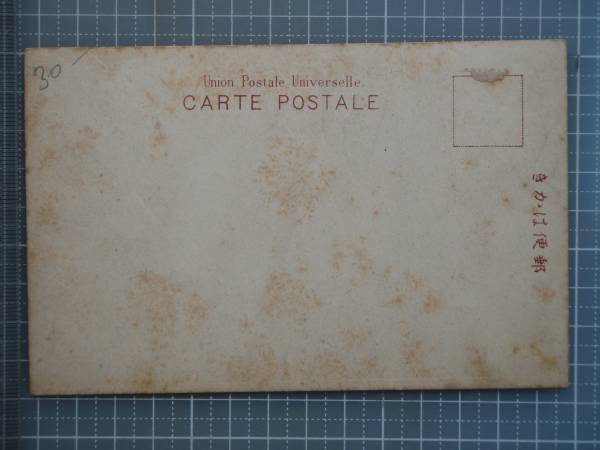 30
Union Postale Universelle.
CARTE POSTALE
きかは便郵